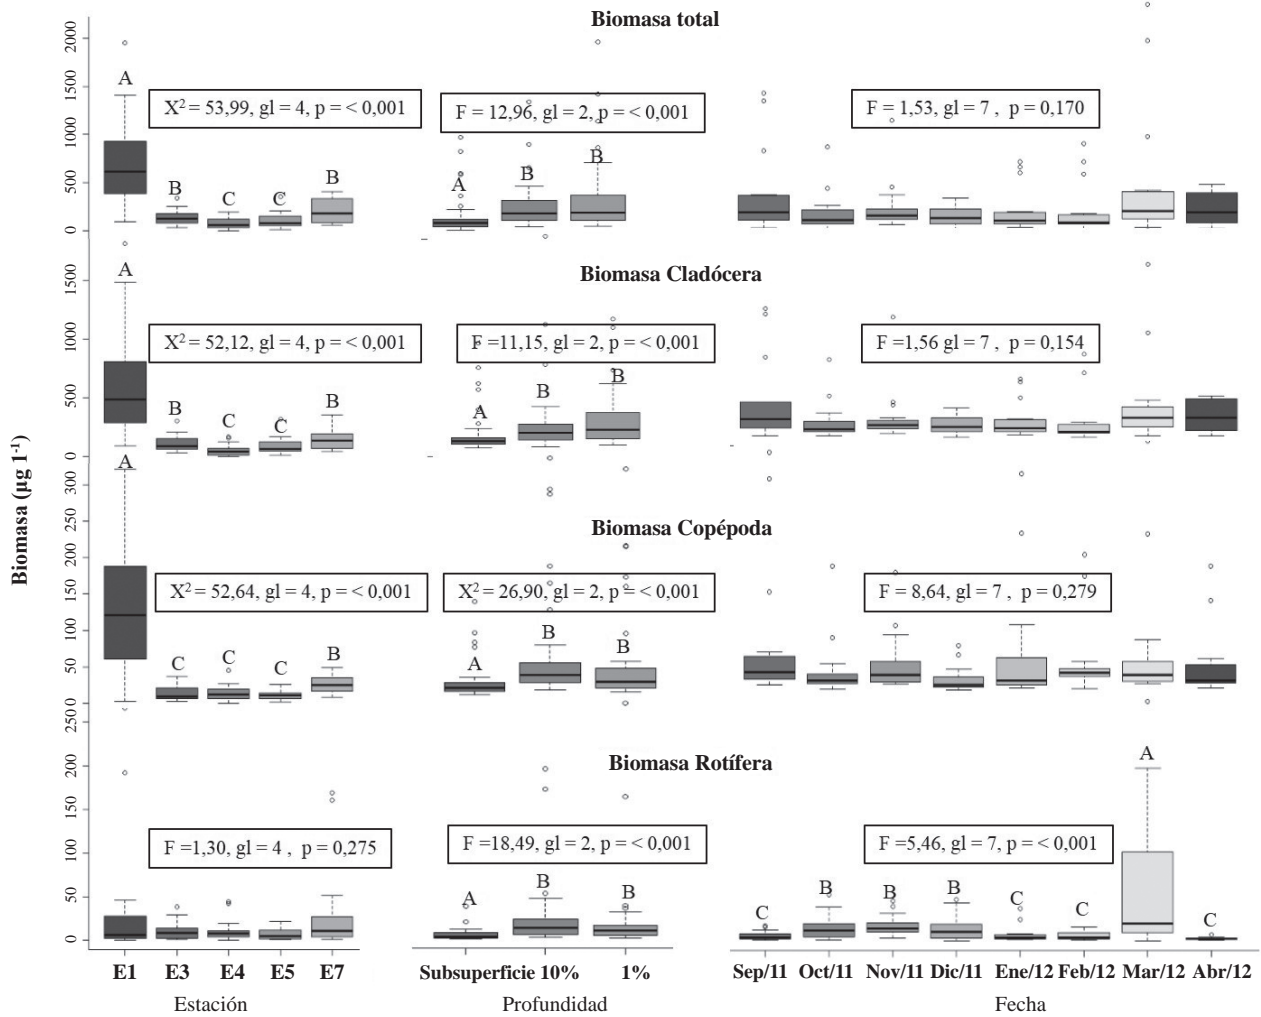 Biomasa total
2000
1500
1000
500
0
A
B
C
C
B
X² = 53,99, gl = 4, p = < 0,001
A
B
B
F = 12,96, gl = 2, p = < 0,001
F = 1,53, gl = 7 , p = 0,170
Biomasa Cladócera
1500
1000
500
0
A
B
C
C
B
X² = 52,12, gl = 4, p = < 0,001
A
B
B
F =11,15, gl = 2, p = < 0,001
F =1,56 gl = 7 , p = 0,154
Biomasa (µg 1⁻¹)
Biomasa Copépoda
300
250
200
150
100
50
0
A
C
C
C
B
X² = 52,64, gl = 4, p = < 0,001
A
B
B
X² = 26,90, gl = 2, p = < 0,001
F = 8,64, gl = 7 , p = 0,279
Biomasa Rotífera
250
200
150
100
50
0
F =1,30, gl = 4 , p = 0,275
A
B
B
F =18,49, gl = 2, p = < 0,001
C
B
B
B
C
C
A
C
F =5,46, gl = 7, p = < 0,001
E1 E3 E4 E5 E7
Estación
Subsuperficie 10% 1%
Profundidad
Sep/11 Oct/11 Nov/11 Dic/11 Ene/12 Feb/12 Mar/12 Abr/12
Fecha